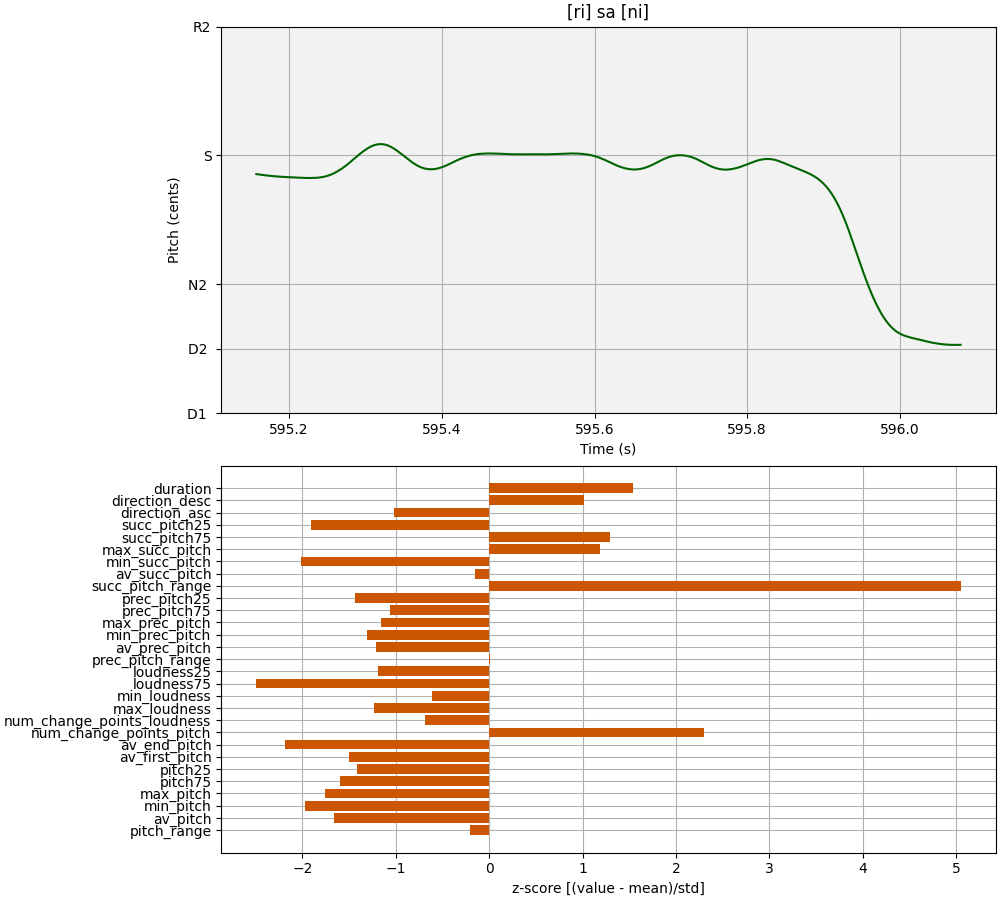 [ri] sa [ni]
R2
S
N2
D2
D1
Pitch (cents)
595.2 595.4 595.6 595.8 596.0
Time (s)
duration
direction_desc
direction_asc
succ_pitch25
succ_pitch75
max_succ_pitch
min_succ_pitch
av_succ_pitch
succ_pitch_range
prec_pitch25
prec_pitch75
max_prec_pitch
min_prec_pitch
av_prec_pitch
prec_pitch_range
loudness25
loudness75
min_loudness
max_loudness
num_change_points_loudness
num_change_points_pitch
av_end_pitch
av_first_pitch
pitch25
pitch75
max_pitch
min_pitch
av_pitch
pitch_range
−2 −1 0 1 2 3 4 5
z-score [(value - mean)/std]